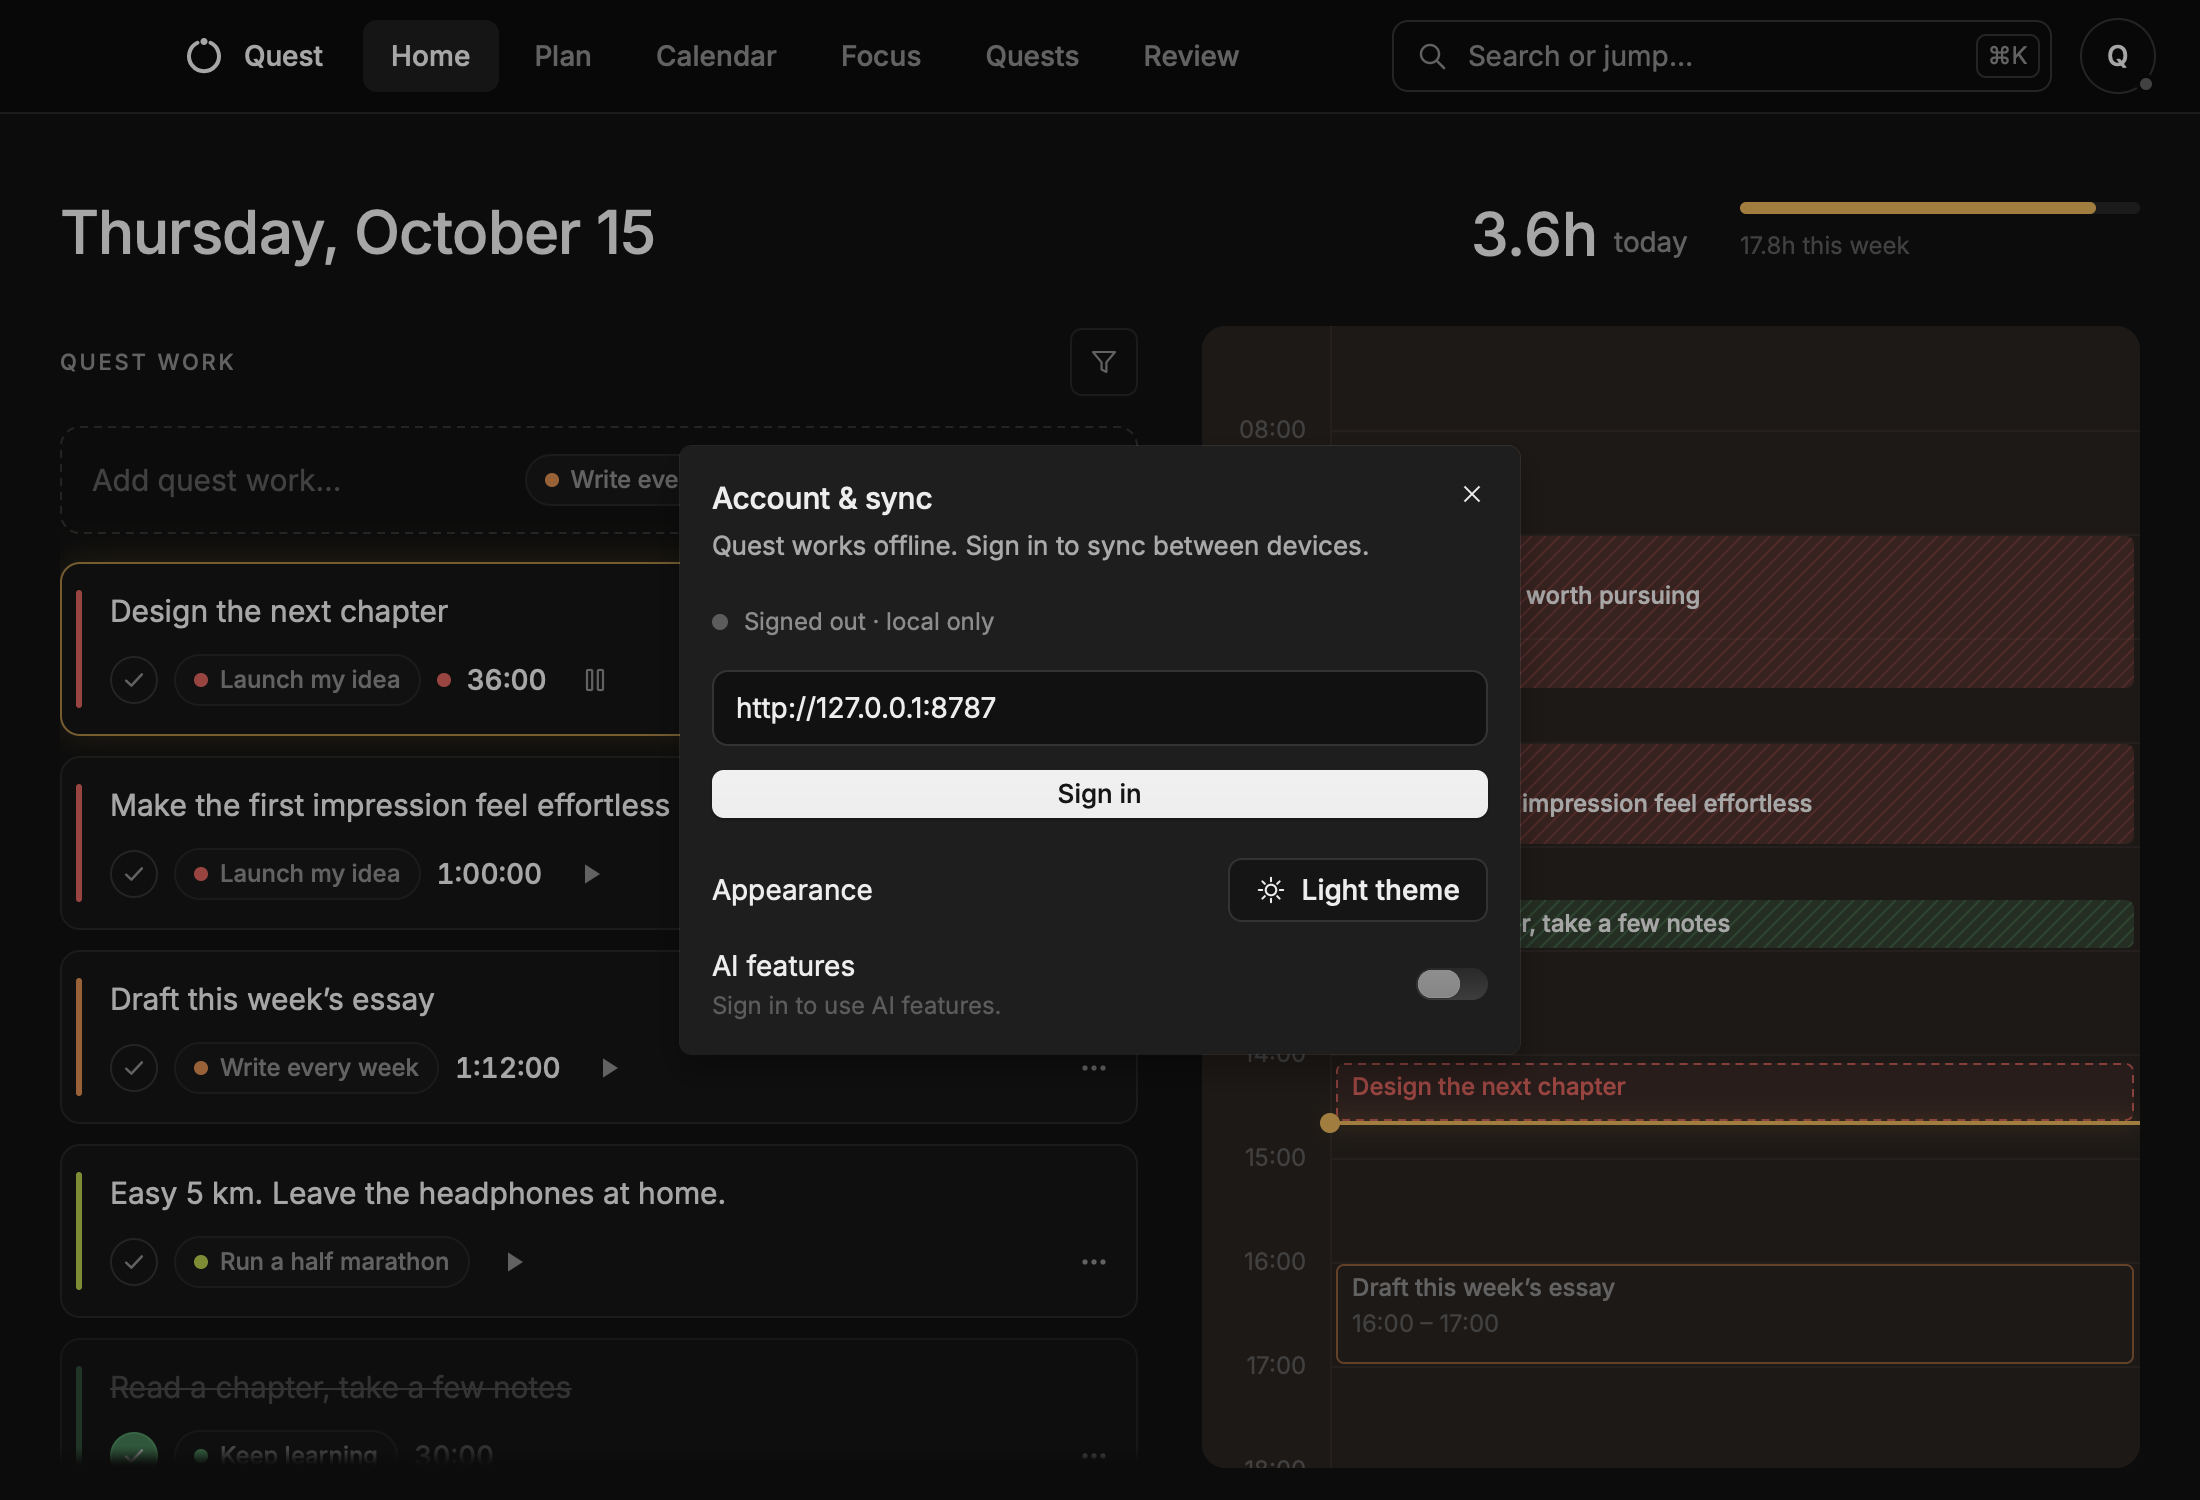 Quest
Home
Plan
Calendar
Focus
Quests
Review
Search or jump...
⌘K
Q
Thursday, October 15
3.6h today
17.8h this week
QUEST WORK
Add quest work...
Write eve
Design the next chapter
Launch my idea
36:00
Make the first impression feel effortless
Launch my idea
1:00:00
Draft this week’s essay
Write every week
1:12:00
Easy 5 km. Leave the headphones at home.
Run a half marathon
Read a chapter, take a few notes
Keep learning
30:00
Account & sync
Quest works offline. Sign in to sync between devices.
Signed out · local only
http://127.0.0.1:8787
Sign in
Appearance
Light theme
AI features
Sign in to use AI features.
08:00
worth pursuing
impression feel effortless
r, take a few notes
14:00
Design the next chapter
15:00
16:00
Draft this week’s essay
16:00 – 17:00
17:00
18:00